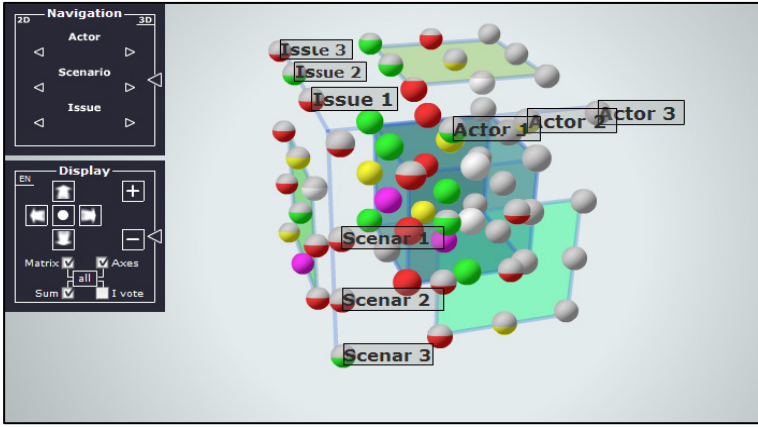 Navigation
2D
3D
Actor
Scenario
Issue
Display
EN
Matrix
Axes
all
Sum
I vote
Issue 3
Issue 2
Issue 1
Actor 1
Actor 2
Actor 3
Scenar 1
Scenar 2
Scenar 3